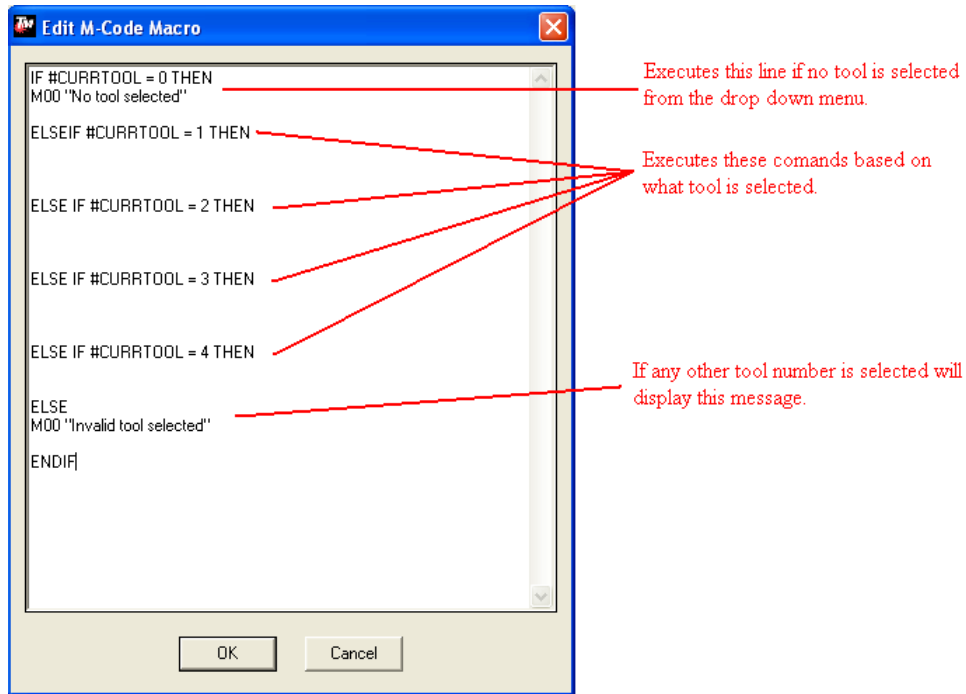 Edit M-Code Macro
IF #CURRTOOL = 0 THEN
M00 "No tool selected"
ELSEIF #CURRTOOL = 1 THEN
ELSE IF #CURRTOOL = 2 THEN
ELSE IF #CURRTOOL = 3 THEN
ELSE IF #CURRTOOL = 4 THEN
ELSE
M00 "Invalid tool selected"
ENDIF
OK
Cancel
Executes this line if no tool is selected
from the drop down menu.
Executes these comands based on
what tool is selected.
If any other tool number is selected will
display this message.